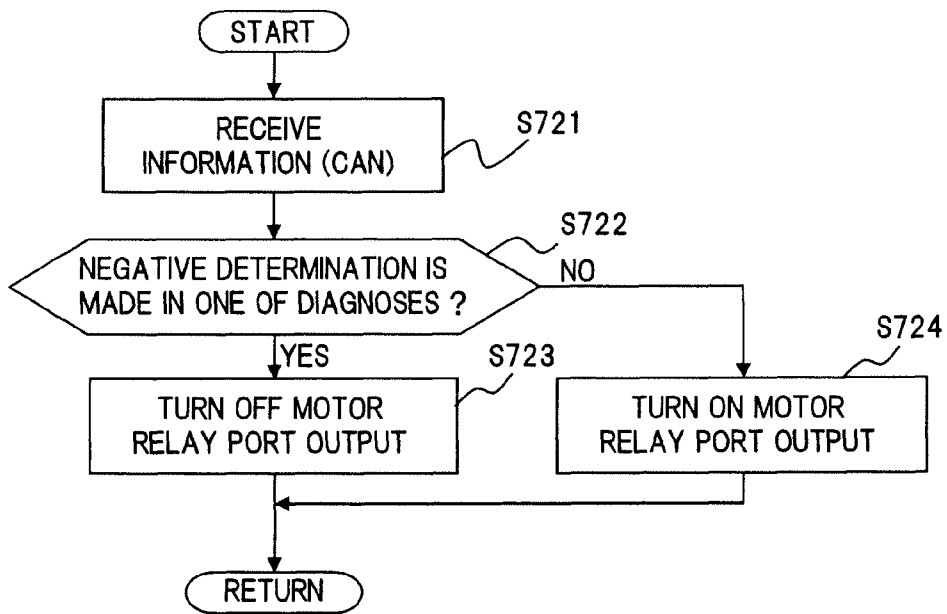 START
RECEIVE
INFORMATION (CAN)
S721
S722
NEGATIVE DETERMINATION IS
MADE IN ONE OF DIAGNOSES ?
NO
YES
S723
S724
TURN OFF MOTOR
RELAY PORT OUTPUT
TURN ON MOTOR
RELAY PORT OUTPUT
RETURN